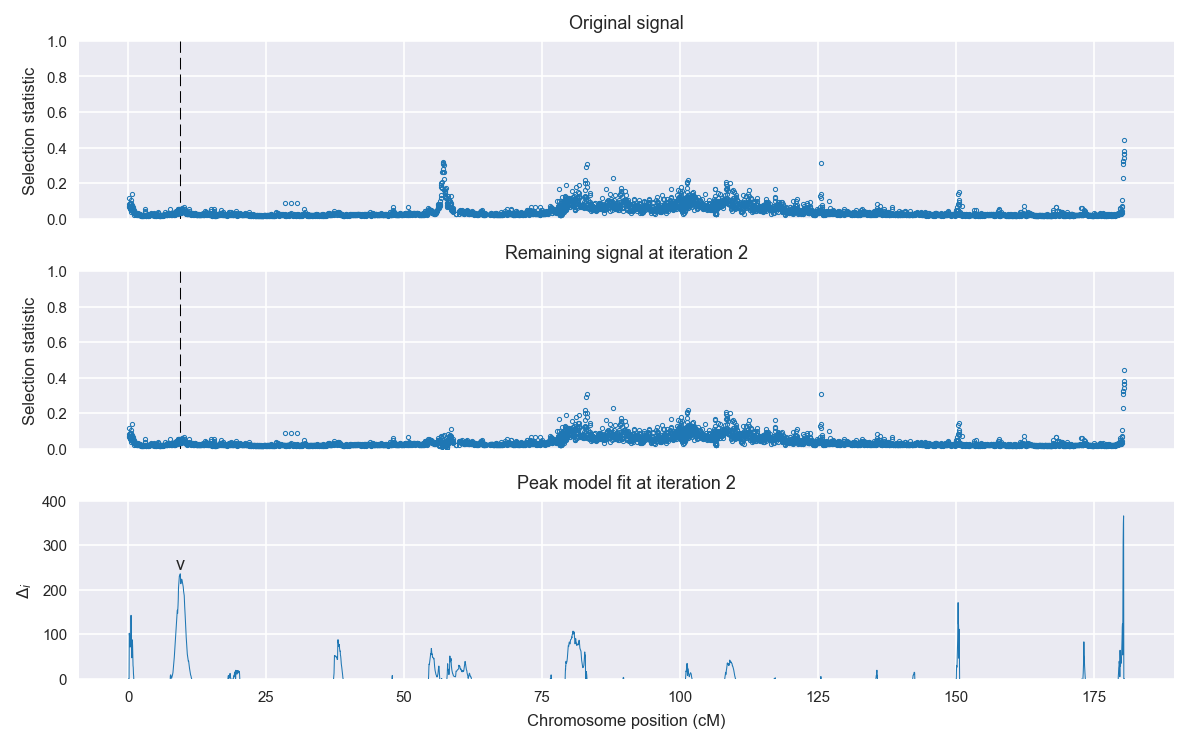 Original signal
Selection statistic
1.0
0.8
0.6
0.4
0.2
0.0
Remaining signal at iteration 2
Selection statistic
1.0
0.8
0.6
0.4
0.2
0.0
Peak model fit at iteration 2
Δi
400
300
200
100
0
v
0 25 50 75 100 125 150 175
Chromosome position (cM)